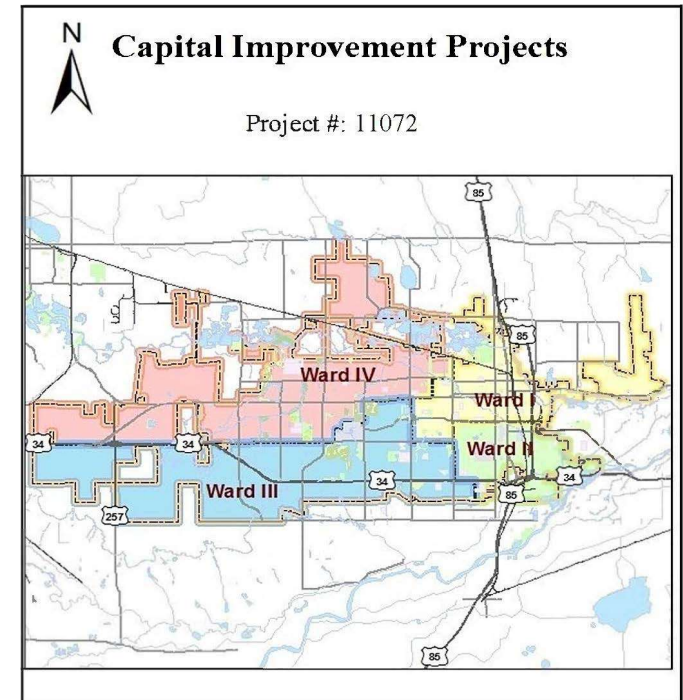 N
Capital Improvement Projects
Project #: 11072
85
85
Ward IV
Ward I
34
34
Ward II
34
34
Ward III
85
257
85